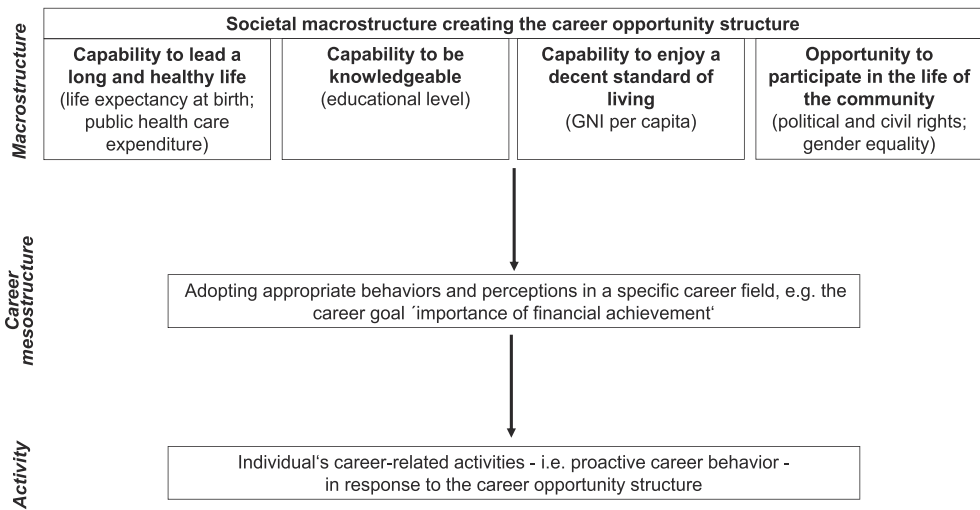 Macrostructure
Societal macrostructure creating the career opportunity structure
Capability to lead a
long and healthy life
(life expectancy at birth;
public health care
expenditure)
Capability to be
knowledgeable
(educational level)
Capability to enjoy a
decent standard of
living
(GNI per capita)
Opportunity to
participate in the life of
the community
(political and civil rights;
gender equality)
Career
mesostructure
Adopting appropriate behaviors and perceptions in a specific career field, e.g. the
career goal ´importance of financial achievement‘
Activity
Individual‘s career-related activities - i.e. proactive career behavior -
in response to the career opportunity structure